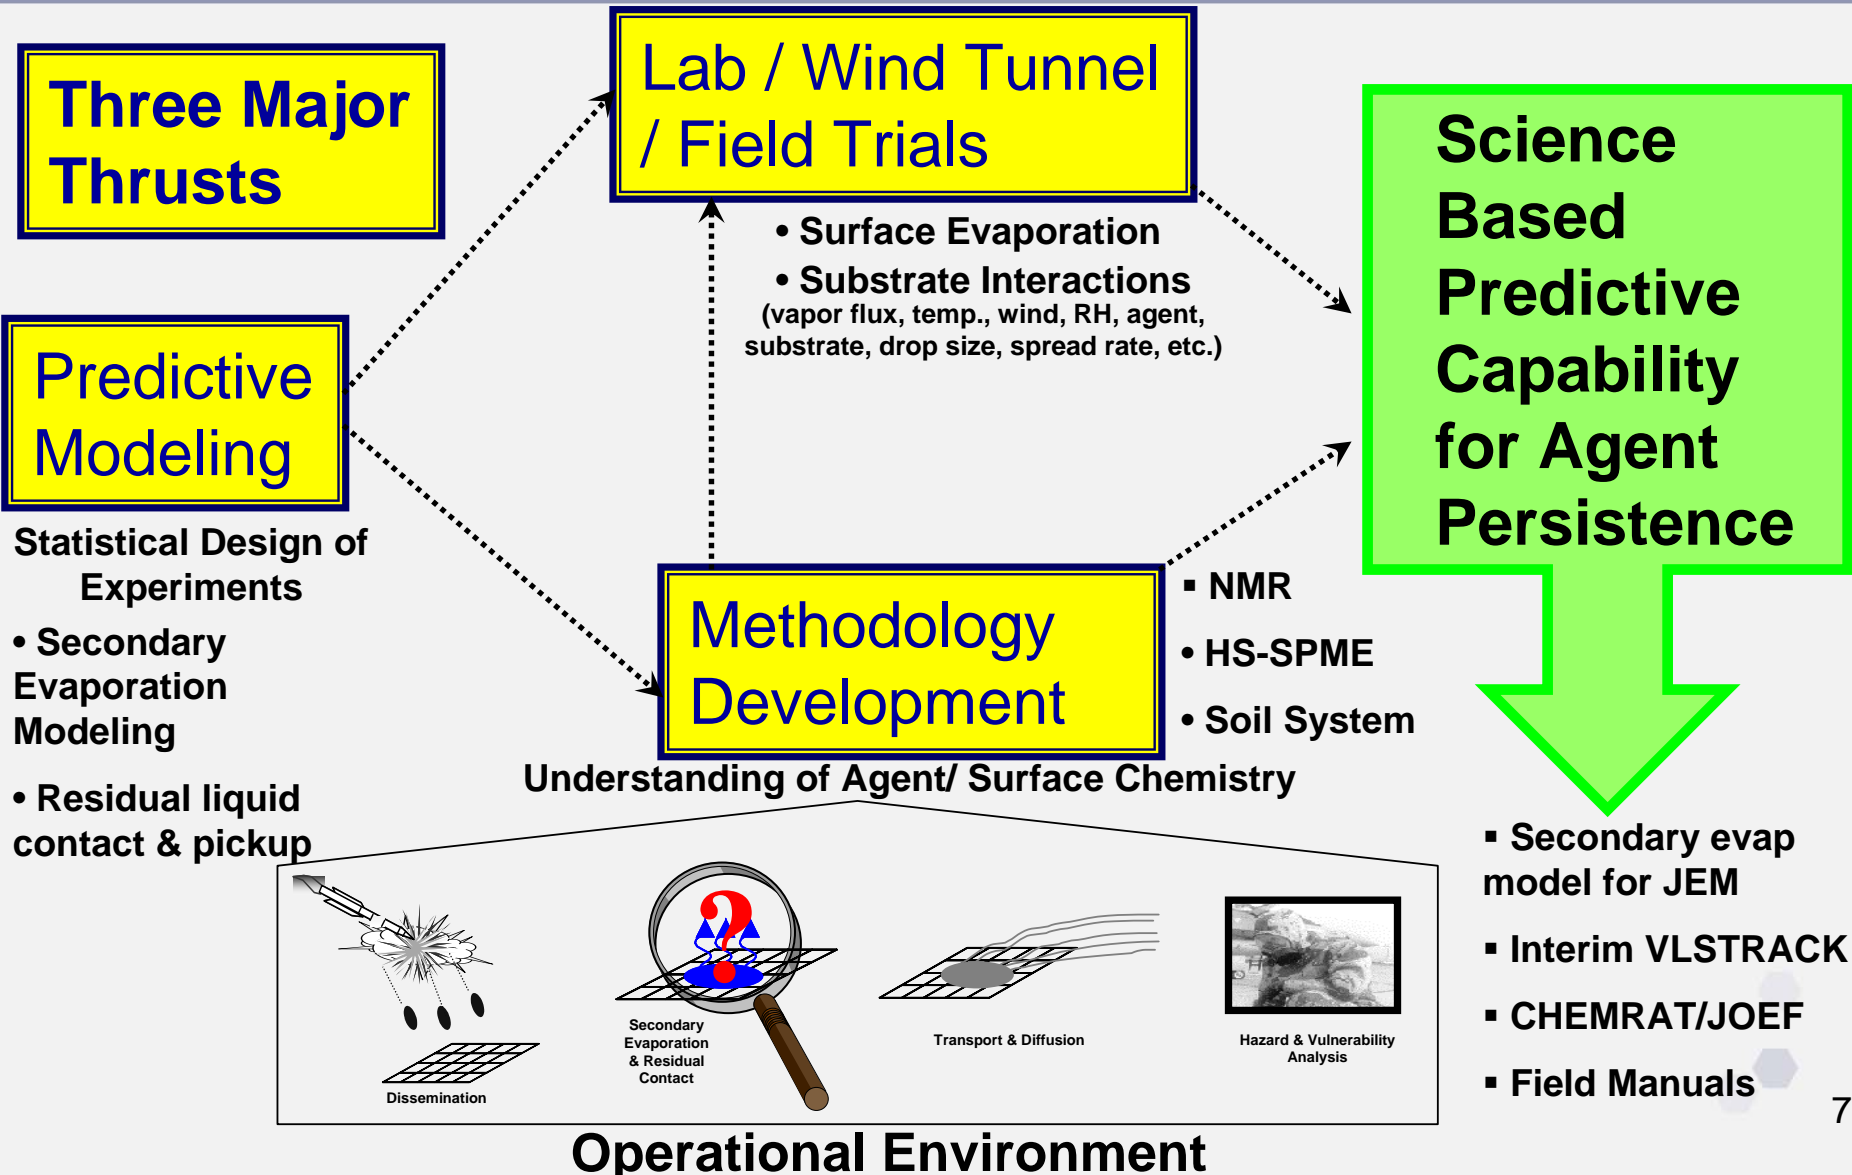 Three Major
Thrusts
Lab / Wind Tunnel
/ Field Trials
• Surface Evaporation
• Substrate Interactions
(vapor flux, temp., wind, RH, agent,
substrate, drop size, spread rate, etc.)
Predictive
Modeling
Statistical Design of
Experiments
• Secondary
Evaporation
Modeling
• Residual liquid
contact & pickup
Methodology
Development
▪ NMR
• HS-SPME
• Soil System
Understanding of Agent/ Surface Chemistry
Science
Based
Predictive
Capability
for Agent
Persistence
▪ Secondary evap
model for JEM
▪ Interim VLSTRACK
▪ CHEMRAT/JOEF
▪ Field Manuals
?
Dissemination
Secondary
Evaporation
& Residual
Contact
Transport & Diffusion
Hazard & Vulnerability
Analysis
Operational Environment
7